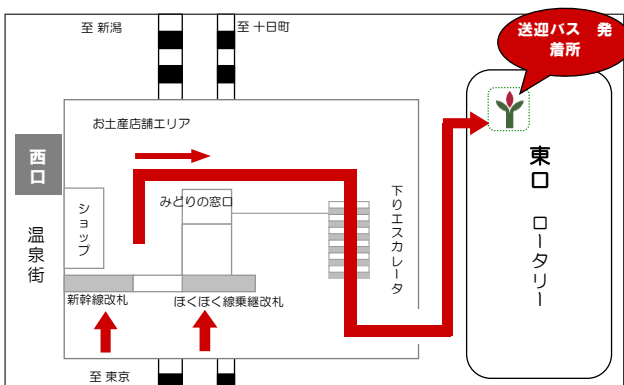 至 新潟
至 十日町
送迎バス 発
着所
お土産店舗エリア
西口
温泉街
ショップ
みどりの窓口
下りエスカレータ
東口 ロータリー
新幹線改札
ほくほく線乗継改札
至 東京